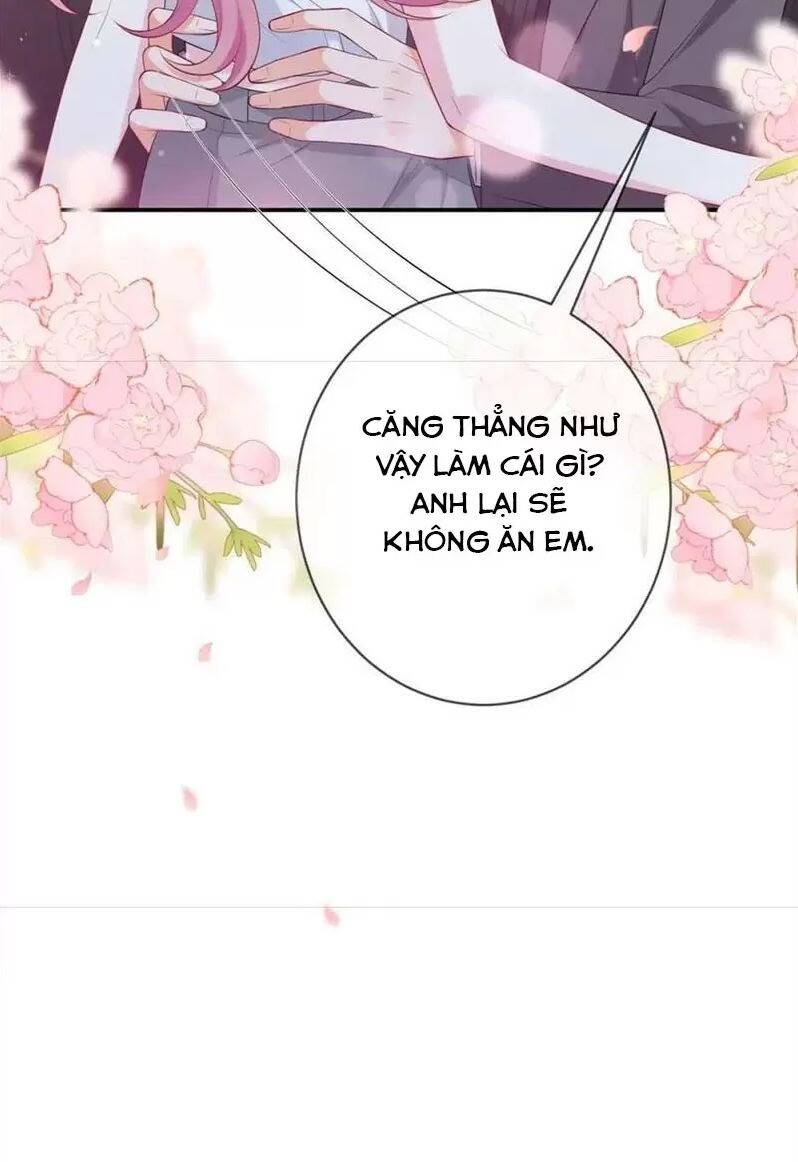 CĂNG THẲNG NHƯ
VẬY LÀM CÁI GÌ?
ANH LẠI SẼ
KHÔNG ĂN EM.